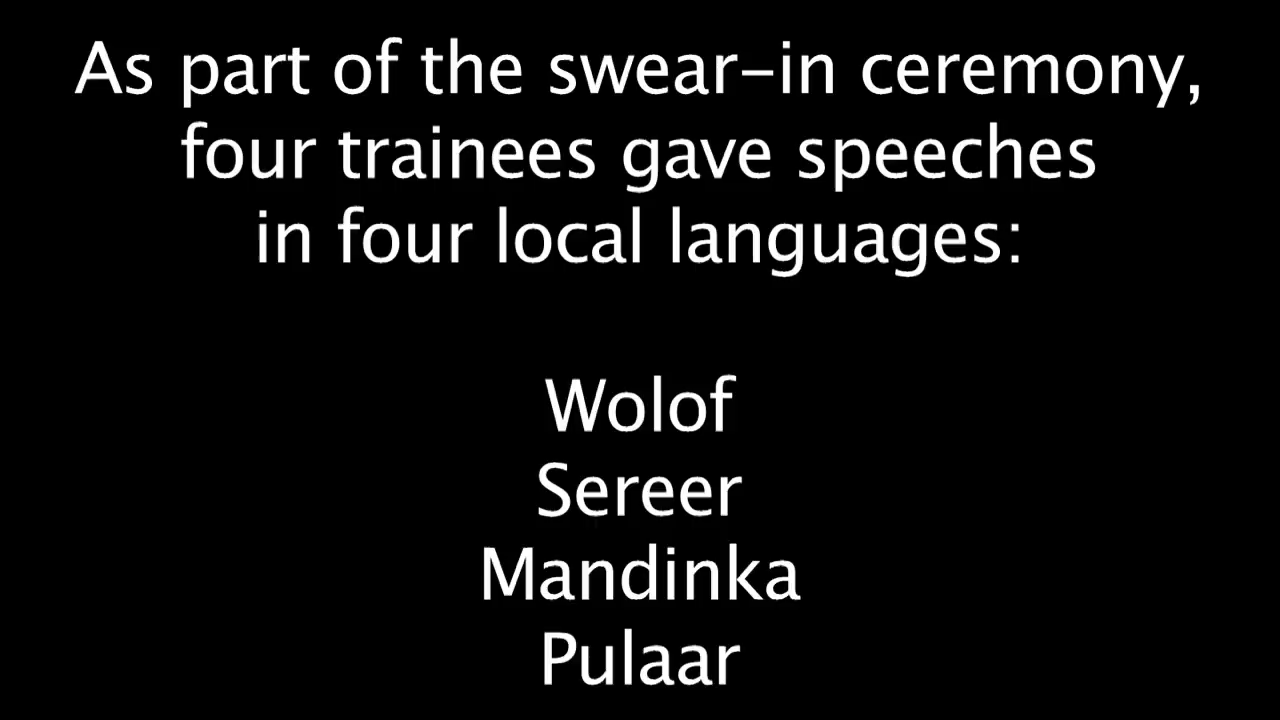 As part of the swear-in ceremony,
four trainees gave speeches
in four local languages:
Wolof
Sereer
Mandinka
Pulaar